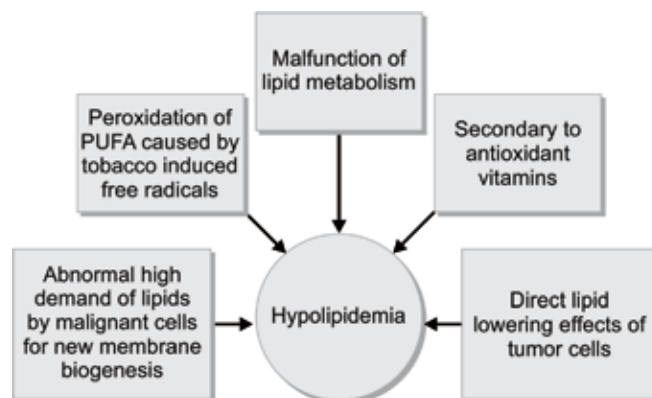 Malfunction of
lipid metabolism
Peroxidation of
PUFA caused by
tobacco induced
free radicals
Secondary to
antioxidant
vitamins
Abnormal high
demand of lipids
by malignant cells
for new membrane
biogenesis
Hypolipidemia
Direct lipid
lowering effects of
tumor cells